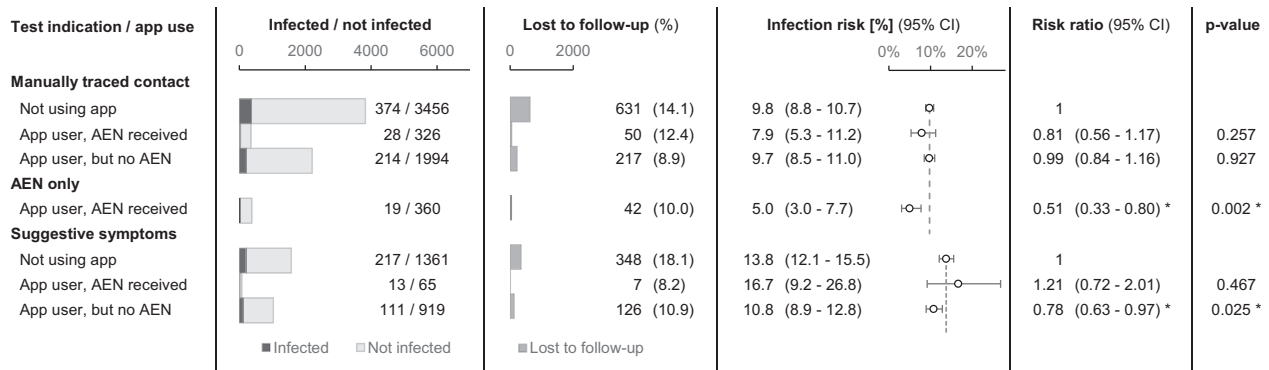 Test indication / app use Infected / not infected Lost to follow-up (%) Infection risk [%] (95% CI) Risk ratio (95% CI) p-value
0 2000 4000 6000 0 2000 0% 10% 20%
Manually traced contact
Not using app 374 / 3456 631 (14.1) 9.8 (8.8 - 10.7) 1
App user, AEN received 28 / 326 50 (12.4) 7.9 (5.3 - 11.2) 0.81 (0.56 - 1.17) 0.257
App user, but no AEN 214 / 1994 217 (8.9) 9.7 (8.5 - 11.0) 0.99 (0.84 - 1.16) 0.927
AEN only
App user, AEN received 19 / 360 42 (10.0) 5.0 (3.0 - 7.7) 0.51 (0.33 - 0.80) * 0.002 *
Suggestive symptoms
Not using app 217 / 1361 348 (18.1) 13.8 (12.1 - 15.5) 1
App user, AEN received 13 / 65 7 (8.2) 16.7 (9.2 - 26.8) 1.21 (0.72 - 2.01) 0.467
App user, but no AEN 111 / 919 126 (10.9) 10.8 (8.9 - 12.8) 0.78 (0.63 - 0.97) * 0.025 *
Infected Not infected Lost to follow-up